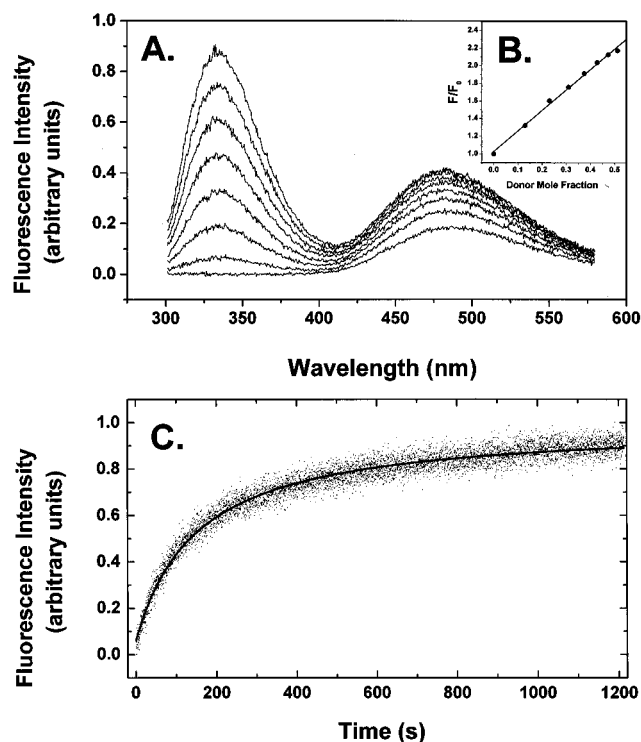 A.
Fluorescence Intensity
(arbitrary units)
1.0
0.8
0.6
0.4
0.2
0.0
300 350 400 450 500 550 600
Wavelength (nm)
B.
F/F0
2.4
2.2
2.0
1.8
1.6
1.4
1.2
1.0
0.8
0.0 0.1 0.2 0.3 0.4 0.5
Donor Mole Fraction
C.
Fluorescence Intensity
(arbitrary units)
1.0
0.8
0.6
0.4
0.2
0.0
0 200 400 600 800 1000 1200
Time (s)